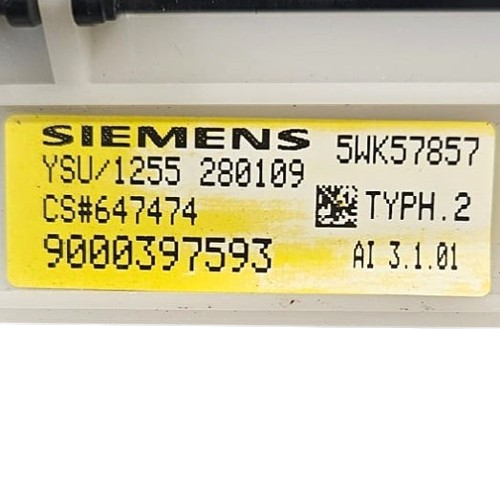 SIEMENS 5WK57857
YSU/1255 280109
CS#647474 TYPH.2
9000397593 AI 3.1.01